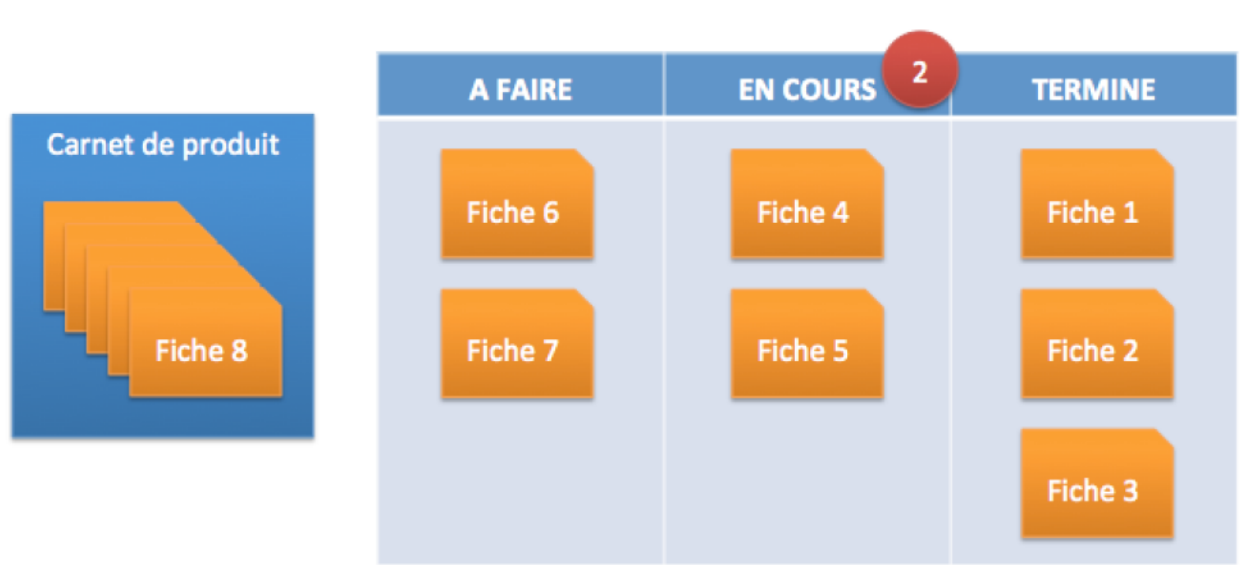 Carnet de produit
Fiche 8
A FAIRE
EN COURS
2
TERMINE
Fiche 6
Fiche 4
Fiche 1
Fiche 7
Fiche 5
Fiche 2
Fiche 3